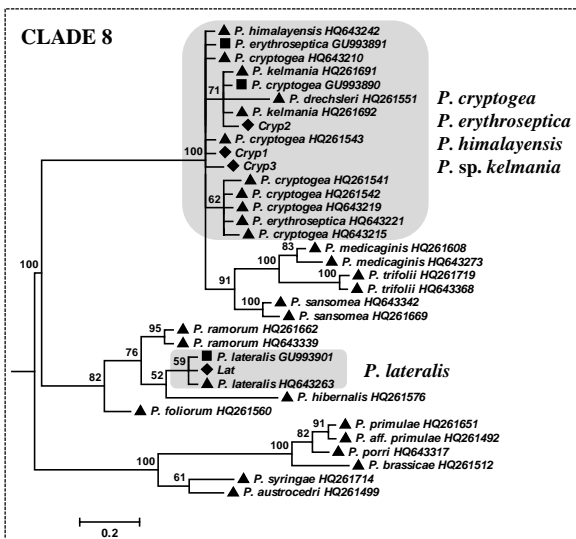 CLADE 8
P. himalayensis HQ643242
P. erythroseptica GU993891
P. cryptogea HQ643210
P. kelmania HQ261691
71
P. cryptogea GU993890
P. drechsleri HQ261551
P. kelmania HQ261692
Cryp2
P. cryptogea HQ261543
100
Cryp1
Cryp3
P. cryptogea HQ261541
P. cryptogea HQ261542
62
P. cryptogea HQ643219
P. erythroseptica HQ643221
P. cryptogea HQ643215
P. cryptogea
P. erythroseptica
P. himalayensis
P. sp. kelmania
83
P. medicaginis HQ261608
100
P. medicaginis HQ643273
100
P. trifolii HQ261719
P. trifolii HQ643368
91
P. sansomea HQ643342
100
P. sansomea HQ261669
100
95
P. ramorum HQ261662
P. ramorum HQ643339
76
59
P. lateralis GU993901
Lat
P. lateralis HQ643263
P. lateralis
52
P. hibernalis HQ261576
82
P. foliorum HQ261560
91
P. primulae HQ261651
P. aff. primulae HQ261492
82
P. porri HQ643317
100
P. brassicae HQ261512
100
P. syringae HQ261714
61
P. austrocedri HQ261499
0.2